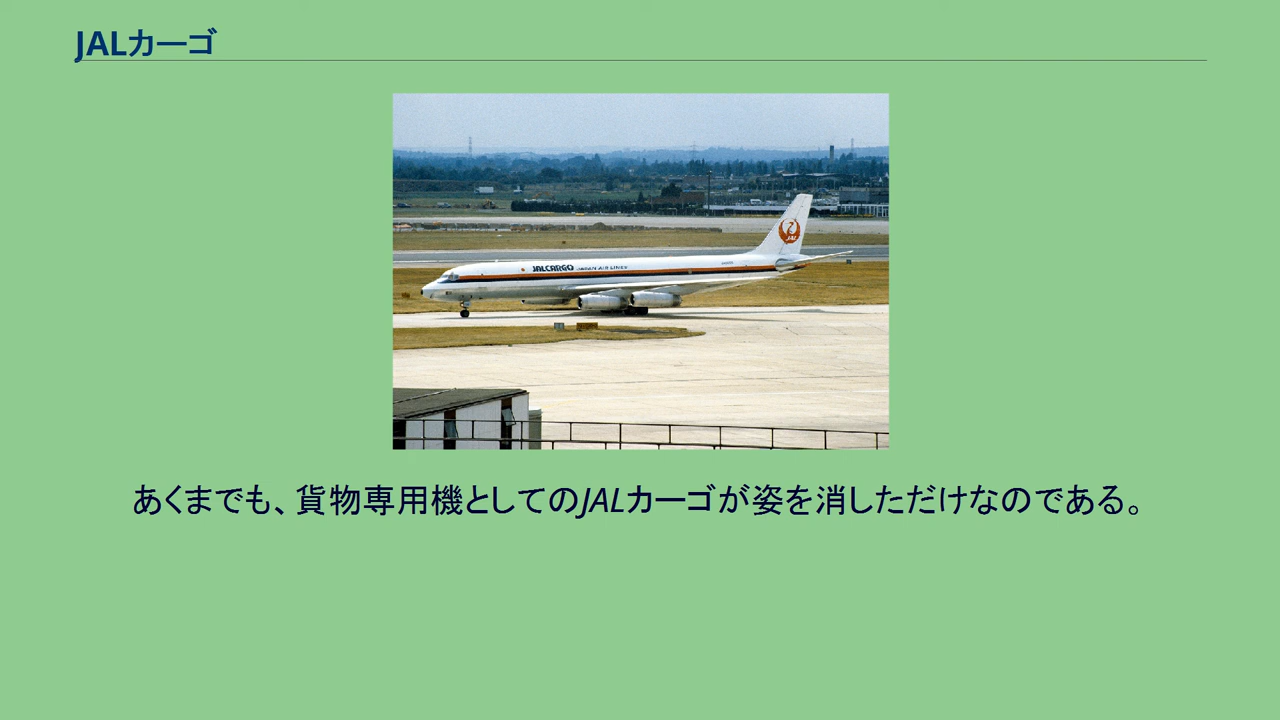 JALカーゴ
JAL
JALCARGO JAPAN AIR LINES
あくまでも、貨物専用機としてのJALカーゴが姿を消しただけなのである。